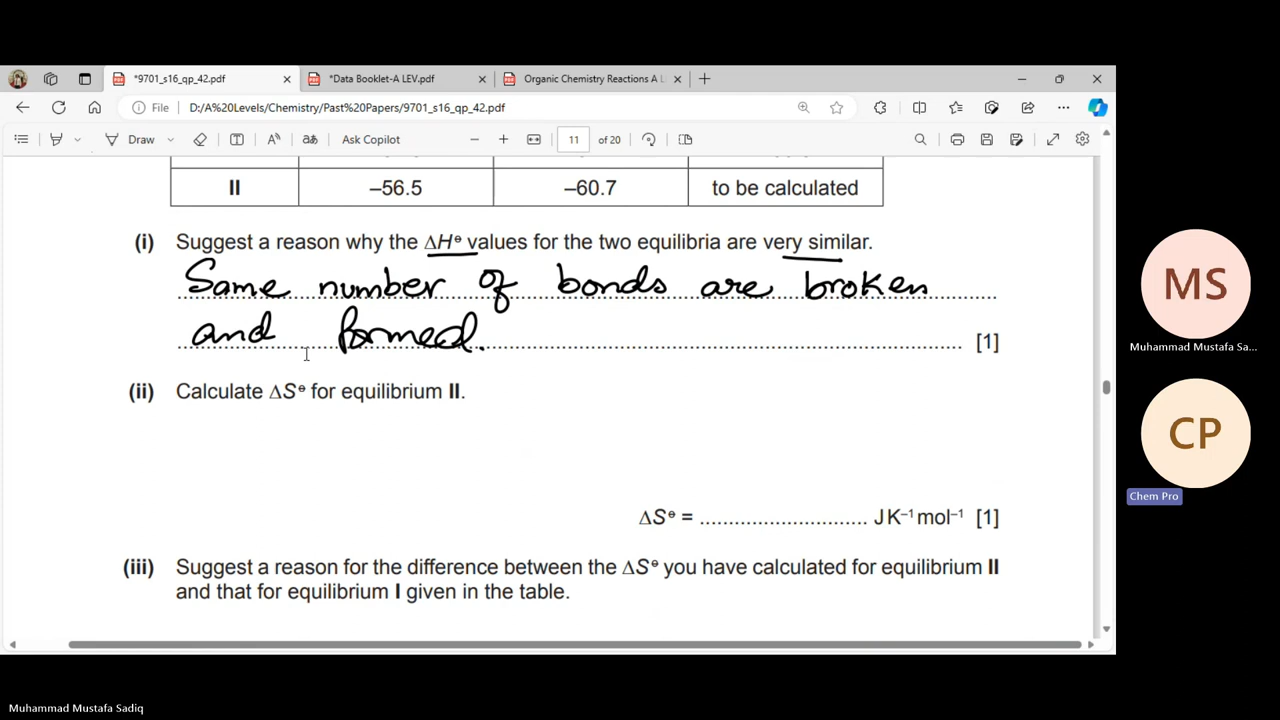 *9701_s16_qp_42.pdf
*Data Booklet-A LEV.pdf
Organic Chemistry Reactions A L
File
D:/A%20Levels/Chemistry/Past%20Papers/9701_s16_qp_42.pdf
Draw
Ask Copilot
11 of 20
II –56.5 –60.7 to be calculated
(i) Suggest a reason why the ΔH⦵ values for the two equilibria are very similar.
Same number of bonds are broken
and formed. [1]
(ii) Calculate ΔS⦵ for equilibrium II.
ΔS⦵ = ............................ J K⁻¹ mol⁻¹ [1]
(iii) Suggest a reason for the difference between the ΔS⦵ you have calculated for equilibrium II
and that for equilibrium I given in the table.
MS
Muhammad Mustafa Sa...
CP
Chem Pro
Muhammad Mustafa Sadiq